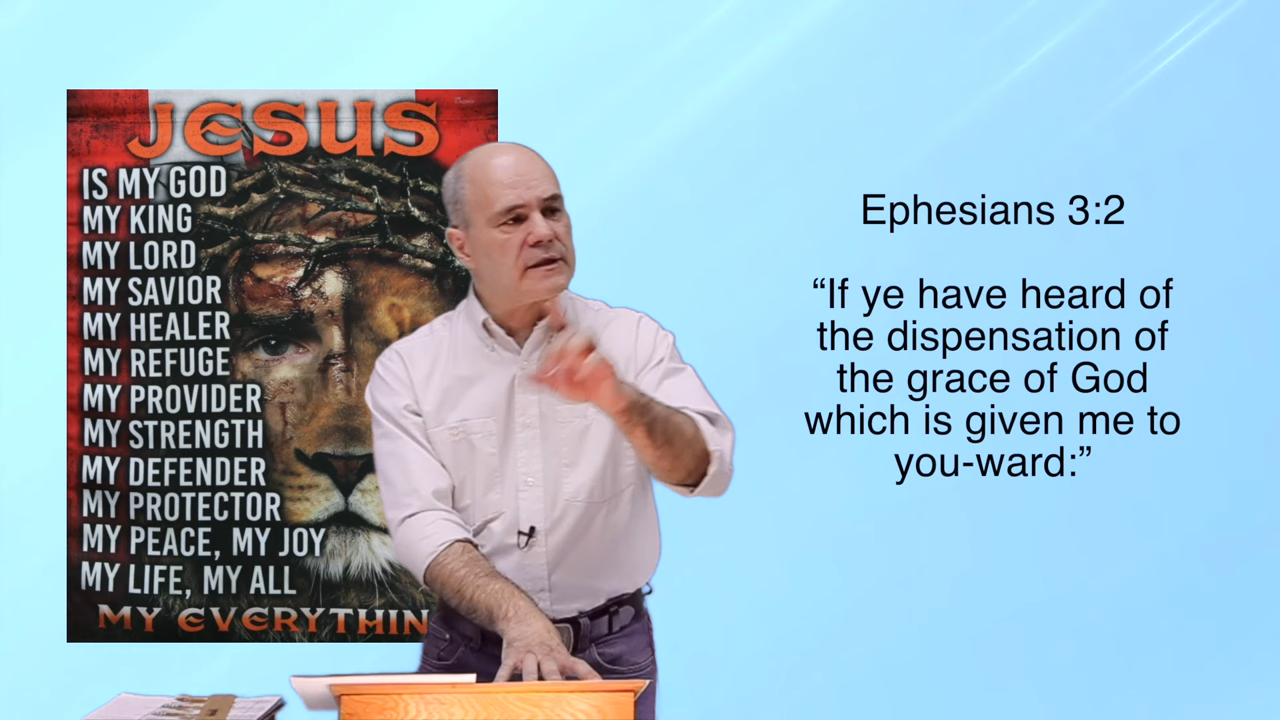 JESUS
IS MY GOD
MY KING
MY LORD
MY SAVIOR
MY HEALER
MY REFUGE
MY PROVIDER
MY STRENGTH
MY DEFENDER
MY PROTECTOR
MY PEACE, MY JOY
MY LIFE, MY ALL
MY EVERYTHIN
Ephesians 3:2
“If ye have heard of
the dispensation of
the grace of God
which is given me to
you-ward:”